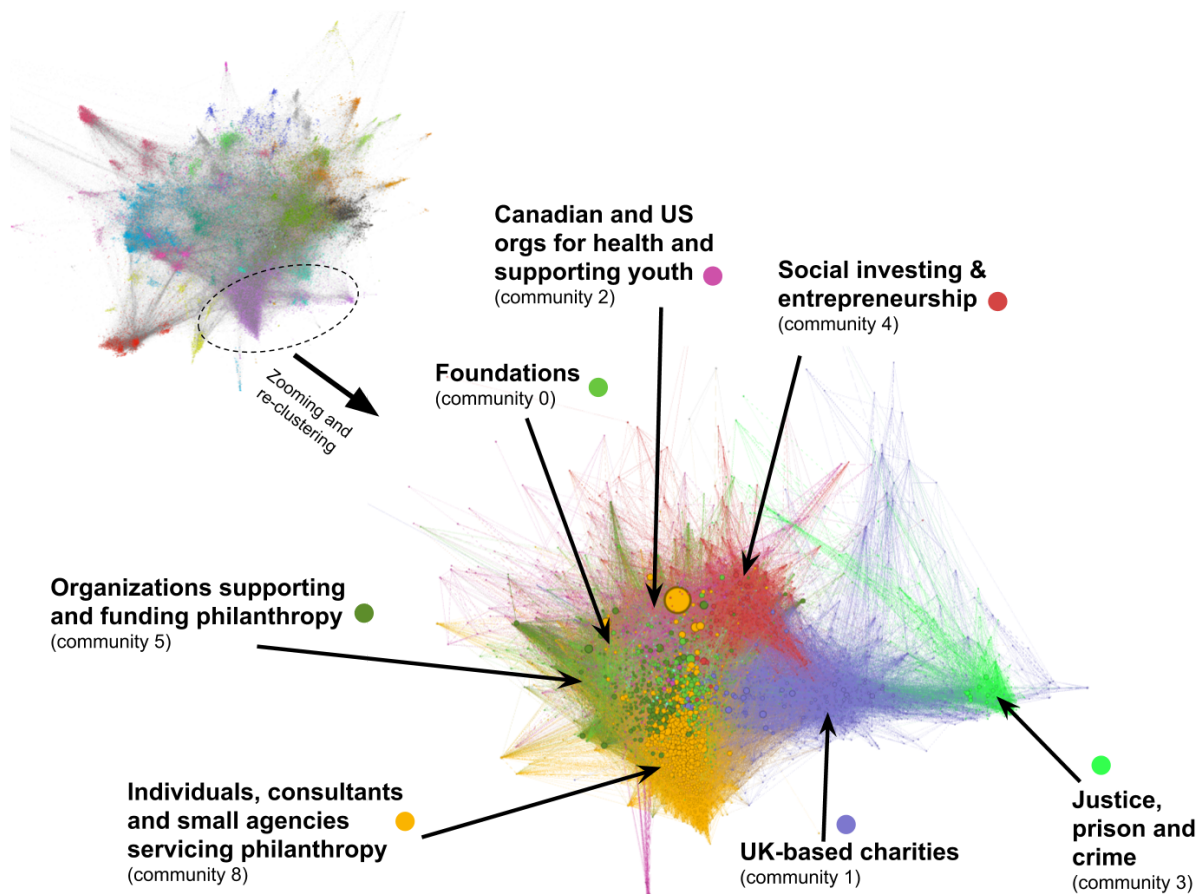 Canadian and US
orgs for health and
supporting youth
(community 2)
Social investing &
entrepreneurship
(community 4)
Foundations
(community 0)
Zooming and
re-clustering
Organizations supporting
and funding philanthropy
(community 5)
Individuals, consultants
and small agencies
servicing philanthropy
(community 8)
UK-based charities
(community 1)
Justice,
prison and
crime
(community 3)